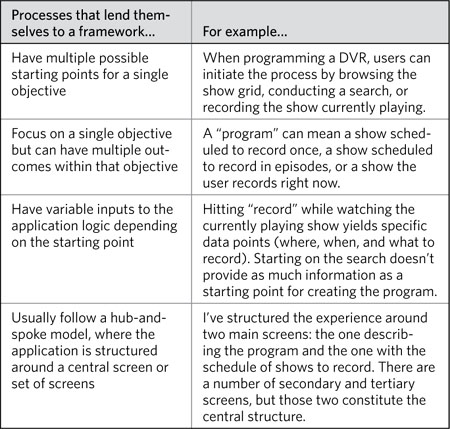 Processes that lend them-
selves to a framework...
For example...
Have multiple possible
starting points for a single
objective
When programming a DVR, users can
initiate the process by browsing the
show grid, conducting a search, or
recording the show currently playing.
Focus on a single objective
but can have multiple out-
comes within that objective
A “program” can mean a show sched-
uled to record once, a show scheduled
to record in episodes, or a show the
user records right now.
Have variable inputs to the
application logic depending
on the starting point
Hitting “record” while watching the
currently playing show yields specific
data points (where, when, and what to
record). Starting on the search doesn’t
provide as much information as a
starting point for creating the program.
Usually follow a hub-and-
spoke model, where the
application is structured
around a central screen or
set of screens
I’ve structured the experience around
two main screens: the one describ-
ing the program and the one with the
schedule of shows to record. There are
a number of secondary and tertiary
screens, but those two constitute the
central structure.